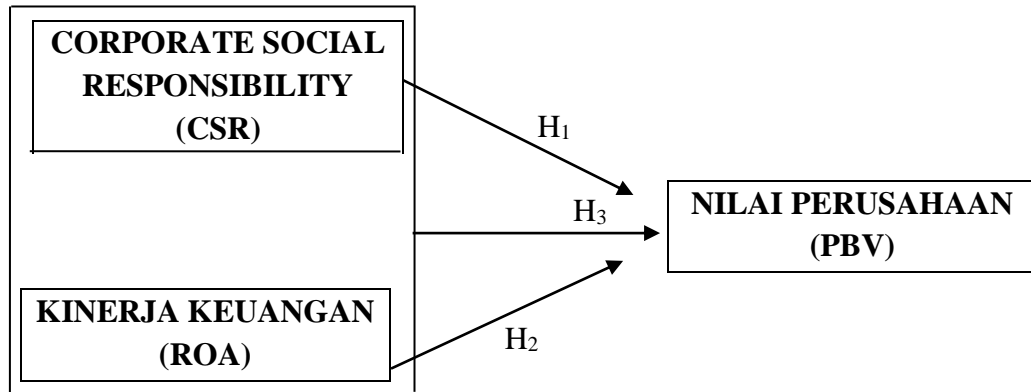 CORPORATE SOCIAL
RESPONSIBILITY
(CSR)
H1
H3
NILAI PERUSAHAAN
(PBV)
KINERJA KEUANGAN
(ROA)
H2